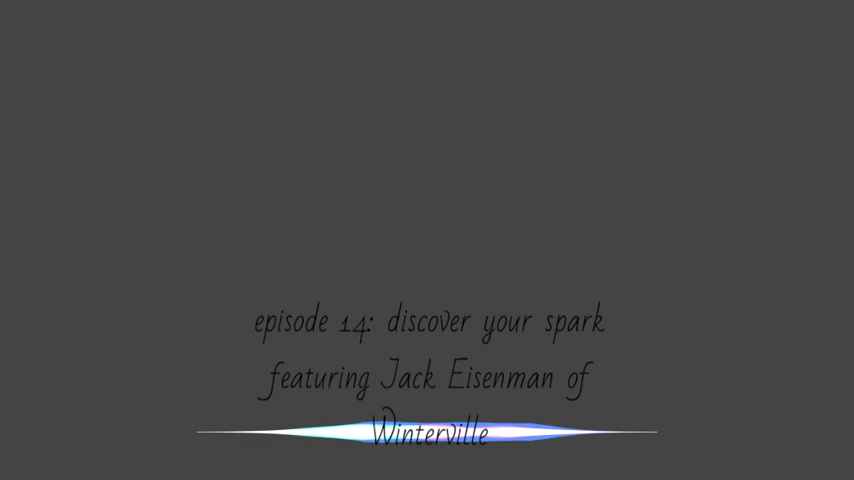 episode 14: discover your spark
featuring Jack Eisenman of
Winterville